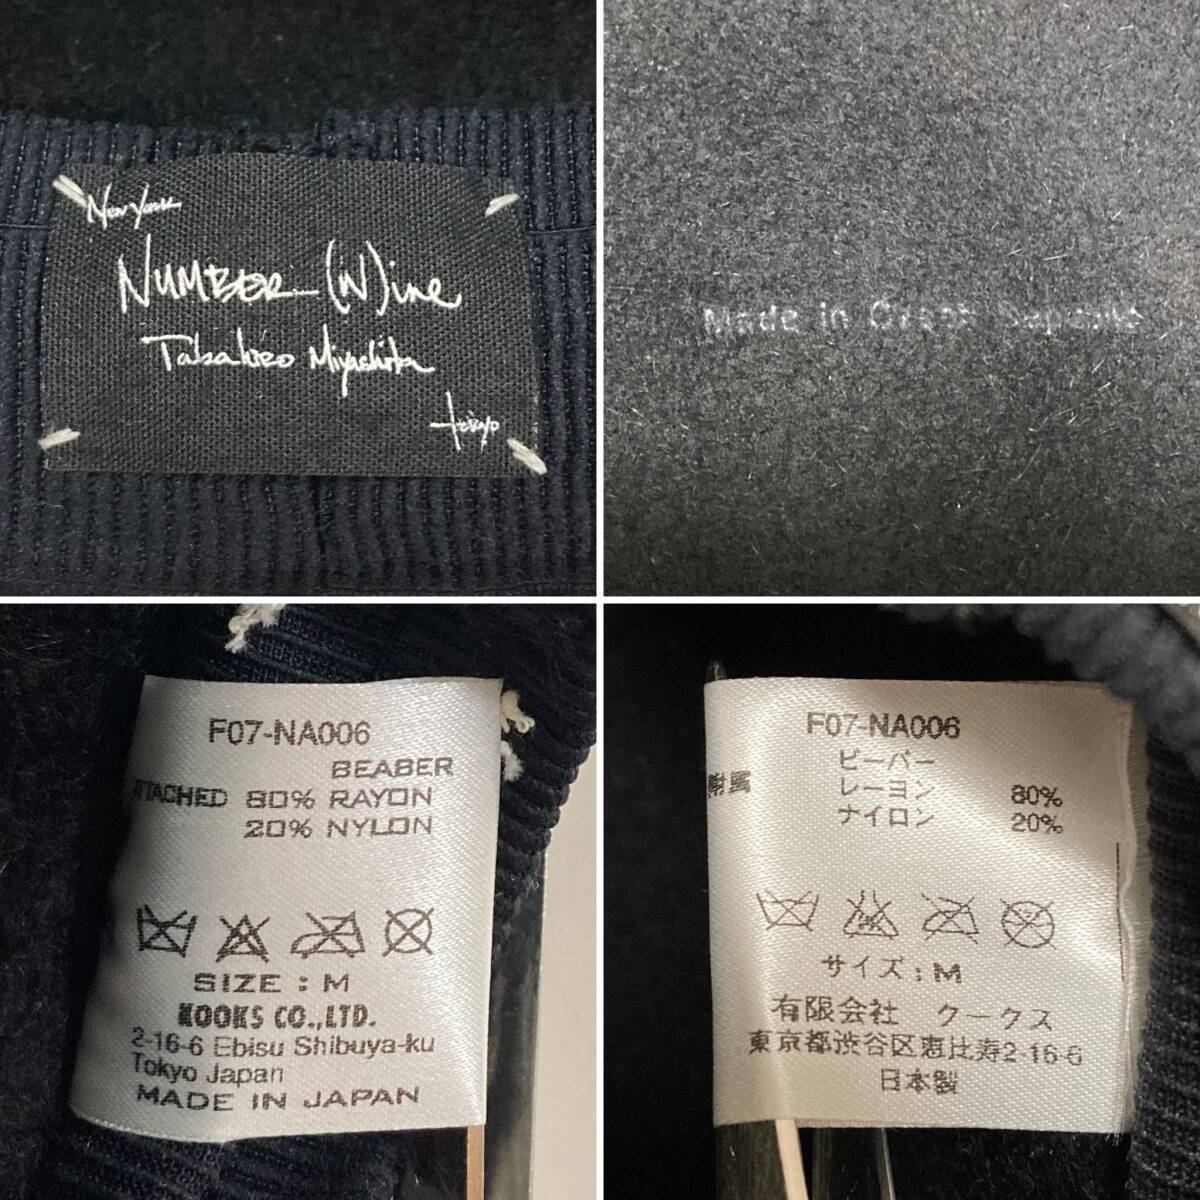 New York
NUMBER (N)ine
Takahiro Miyashita
tokyo
Made in
F07-NA006
BEABER
ATTACHED 80% RAYON
20% NYLON
SIZE : M
KOOKS CO.,LTD.
2-16-6 Ebisu Shibuya-ku
Tokyo Japan
MADE IN JAPAN
F07-NA006
ビーバー
附属 レーヨン 80%
ナイロン 20%
サイズ : M
有限会社 クークス
東京都渋谷区恵比寿2-16-6
日本製